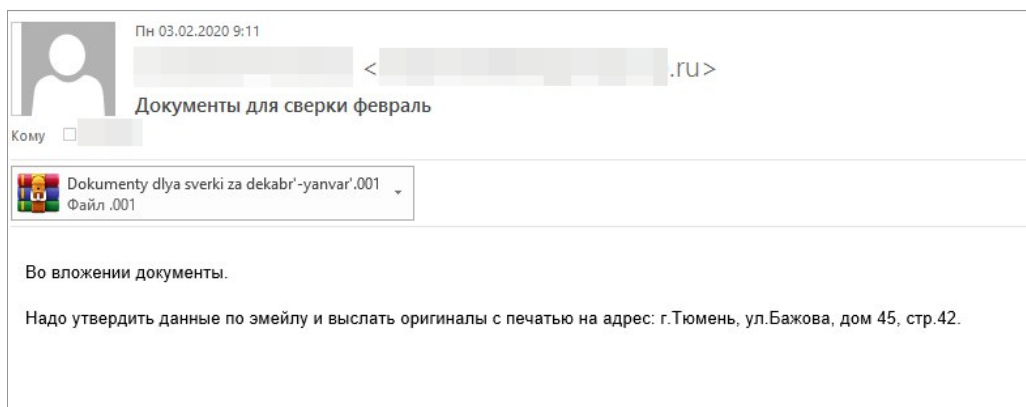 Пн 03.02.2020 9:11
< .ru>
Документы для сверки февраль
Кому
Dokumenty dlya sverki za dekabr'-yanvar'.001
Файл .001
Во вложении документы.
Надо утвердить данные по эмейлу и выслать оригиналы с печатью на адрес: г.Тюмень, ул.Бажова, дом 45, стр.42.